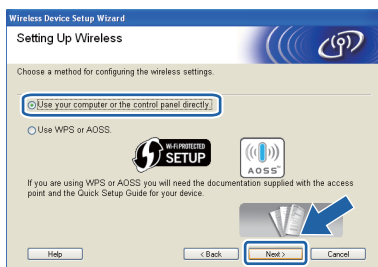 Wireless Device Setup Wizard
Setting Up Wireless
Choose a method for configuring the wireless settings.
Use your computer or the control panel directly.
Use WPS or AOSS.
Wi-Fi PROTECTED
SETUP
AOSS™
If you are using WPS or AOSS you will need the documentation supplied with the access
point and the Quick Setup Guide for your device.
Help
< Back
Next >
Cancel